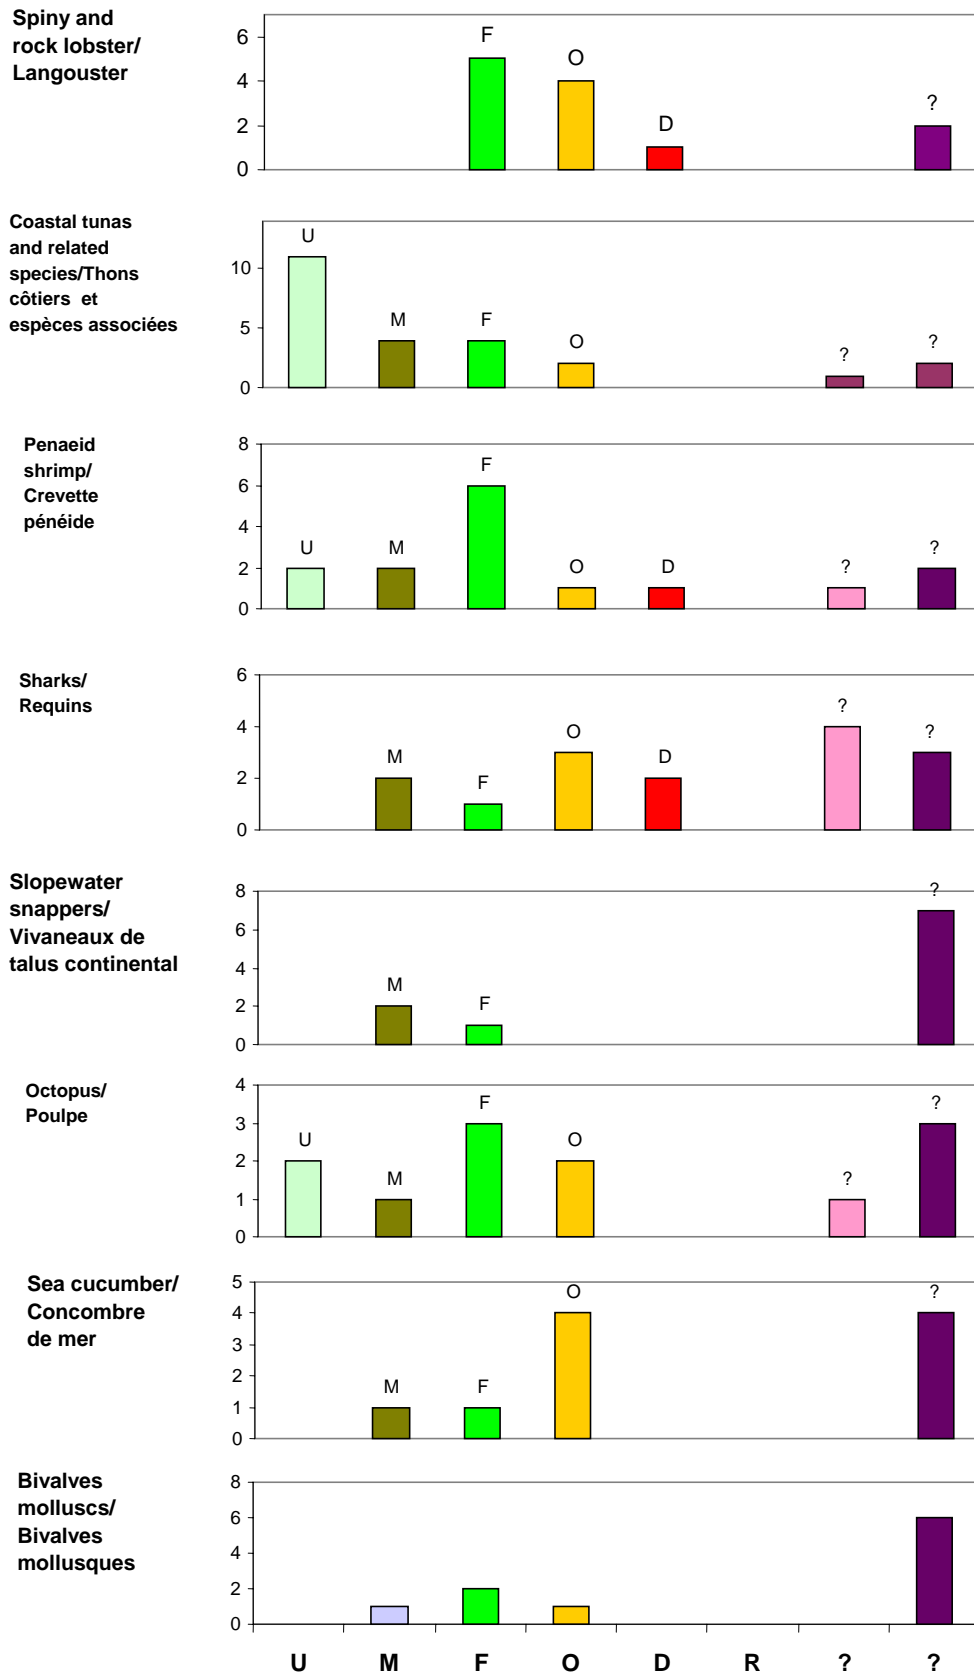 Spiny and
rock lobster/
Langouster
6
4
2
0
F
O
D
?
Coastal tunas
and related
species/Thons
côtiers et
espèces associées
10
5
0
U
M
F
O
?
?
Penaeid
shrimp/
Crevette
pénéide
8
6
4
2
0
U
M
F
O
D
?
?
Sharks/
Requins
6
4
2
0
M
F
O
D
?
?
Slopewater
snappers/
Vivaneaux de
talus continental
8
6
4
2
0
M
F
?
Octopus/
Poulpe
4
3
2
1
0
U
M
F
O
?
?
Sea cucumber/
Concombre
de mer
5
4
3
2
1
0
M
F
O
?
Bivalves
molluscs/
Bivalves
mollusques
8
6
4
2
0
U M F O D R ? ?